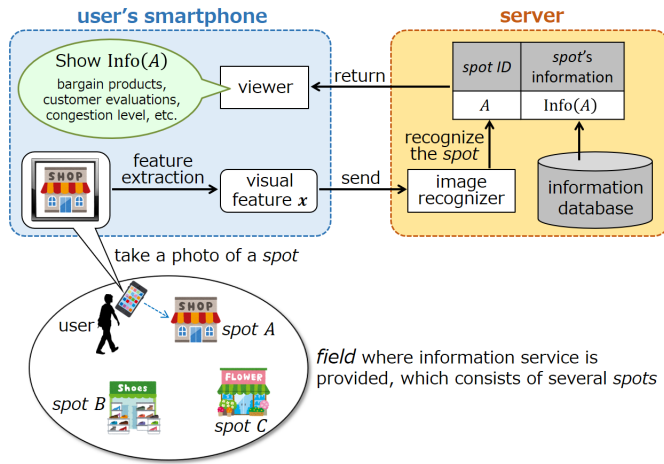 user's smartphone
server
Show Info(A)
bargain products,
customer evaluations,
congestion level, etc.
viewer
return
spot ID
spot's
information
A
Info(A)
recognize
the spot
SHOP
feature
extraction
visual
feature x
send
image
recognizer
information
database
take a photo of a spot
user
SHOP
spot A
field where information service is
provided, which consists of several spots
Shoes
spot B
FLOWER
spot C